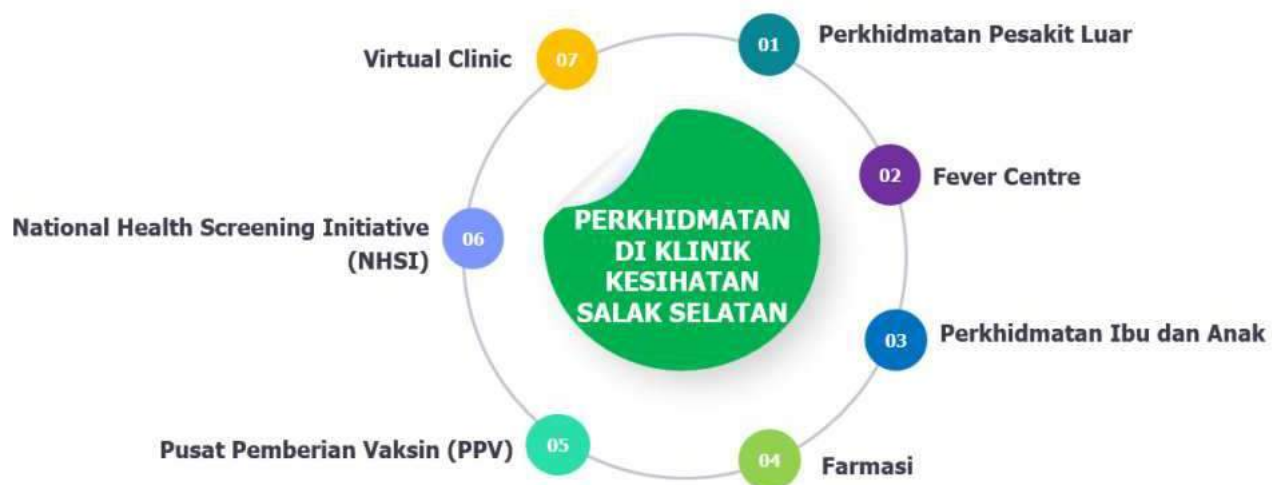 PERKHIDMATAN
DI KLINIK
KESIHATAN
SALAK SELATAN
01
Perkhidmatan Pesakit Luar
02
Fever Centre
03
Perkhidmatan Ibu dan Anak
04
Farmasi
05
Pusat Pemberian Vaksin (PPV)
06
National Health Screening Initiative
(NHSI)
07
Virtual Clinic